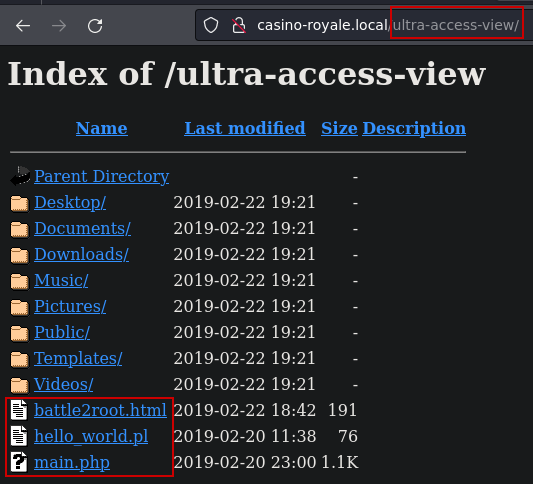 casino-royale.local/ultra-access-view/
Index of /ultra-access-view
Name Last modified Size Description
Parent Directory -
Desktop/ 2019-02-22 19:21 -
Documents/ 2019-02-22 19:21 -
Downloads/ 2019-02-22 19:21 -
Music/ 2019-02-22 19:21 -
Pictures/ 2019-02-22 19:21 -
Public/ 2019-02-22 19:21 -
Templates/ 2019-02-22 19:21 -
Videos/ 2019-02-22 19:21 -
battle2root.html 2019-02-22 18:42 191
hello_world.pl 2019-02-20 11:38 76
main.php 2019-02-20 23:00 1.1K